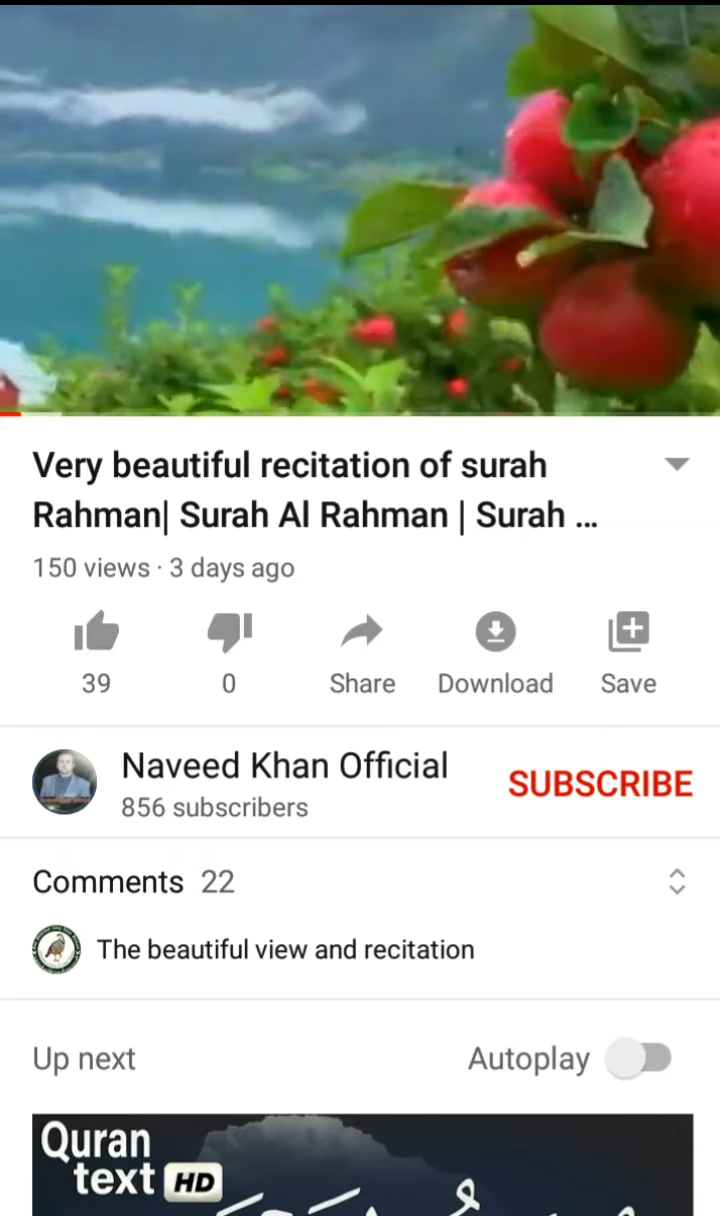 Very beautiful recitation of surah
Rahman| Surah Al Rahman | Surah ...
150 views · 3 days ago
39
0
Share
Download
Save
Naveed Khan Official
856 subscribers
SUBSCRIBE
Comments 22
The beautiful view and recitation
Up next
Autoplay
Quran
text HD